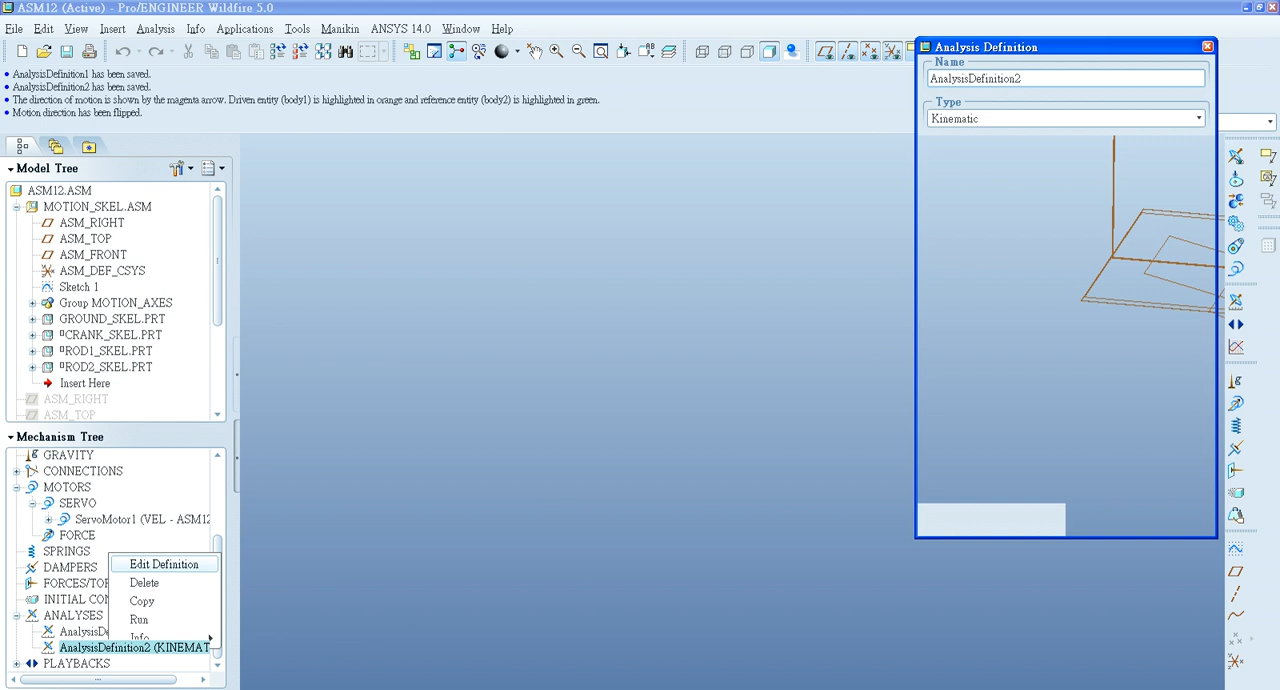 ASM12 (Active) - Pro/ENGINEER Wildfire 5.0
File Edit View Insert Analysis Info Applications Tools Manikin ANSYS 14.0 Window Help
AnalysisDefinition1 has been saved.
AnalysisDefinition2 has been saved.
The direction of motion is shown by the magenta arrow. Driven entity (body1) is highlighted in orange and reference entity (body2) is highlighted in green.
Motion direction has been flipped.
Analysis Definition
Name
AnalysisDefinition2
Type
Kinematic
Model Tree
ASM12.ASM
MOTION_SKEL.ASM
ASM_RIGHT
ASM_TOP
ASM_FRONT
ASM_DEF_CSYS
Sketch 1
Group MOTION_AXES
GROUND_SKEL.PRT
CRANK_SKEL.PRT
ROD1_SKEL.PRT
ROD2_SKEL.PRT
Insert Here
ASM_RIGHT
ASM_TOP
Mechanism Tree
GRAVITY
CONNECTIONS
MOTORS
SERVO
ServoMotor1 (VEL - ASM12
FORCE
SPRINGS
DAMPERS
FORCES/TOR
INITIAL CON
ANALYSES
AnalysisDe
AnalysisDefinition2 (KINEMAT
PLAYBACKS
Edit Definition
Delete
Copy
Run
Info